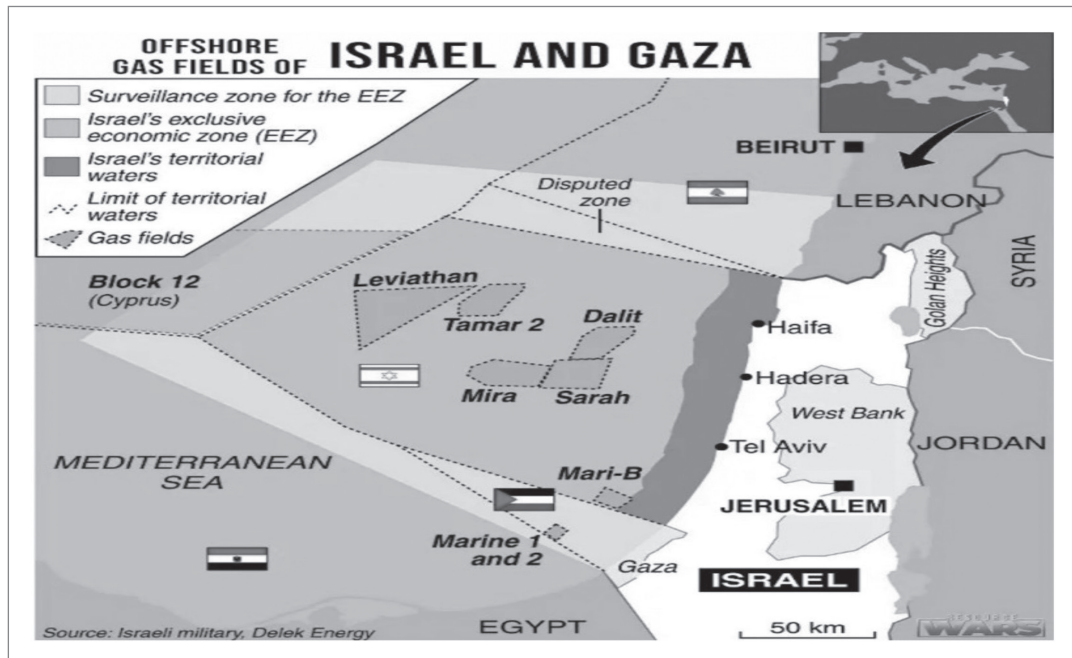 OFFSHORE
GAS FIELDS OF ISRAEL AND GAZA
Surveillance zone for the EEZ
Israel's exclusive
economic zone (EEZ)
Israel's territorial
waters
Limit of territorial
waters
Gas fields
BEIRUT
LEBANON
Disputed
zone
SYRIA
Golan Heights
Block 12
(Cyprus)
Leviathan
Tamar 2
Dalit
Haifa
Mira
Sarah
Hadera
West Bank
Tel Aviv
JORDAN
MEDITERRANEAN
SEA
Mari-B
JERUSALEM
Marine 1
and 2
Gaza
ISRAEL
EGYPT
50 km
Source: Israeli military, Delek Energy
WARS